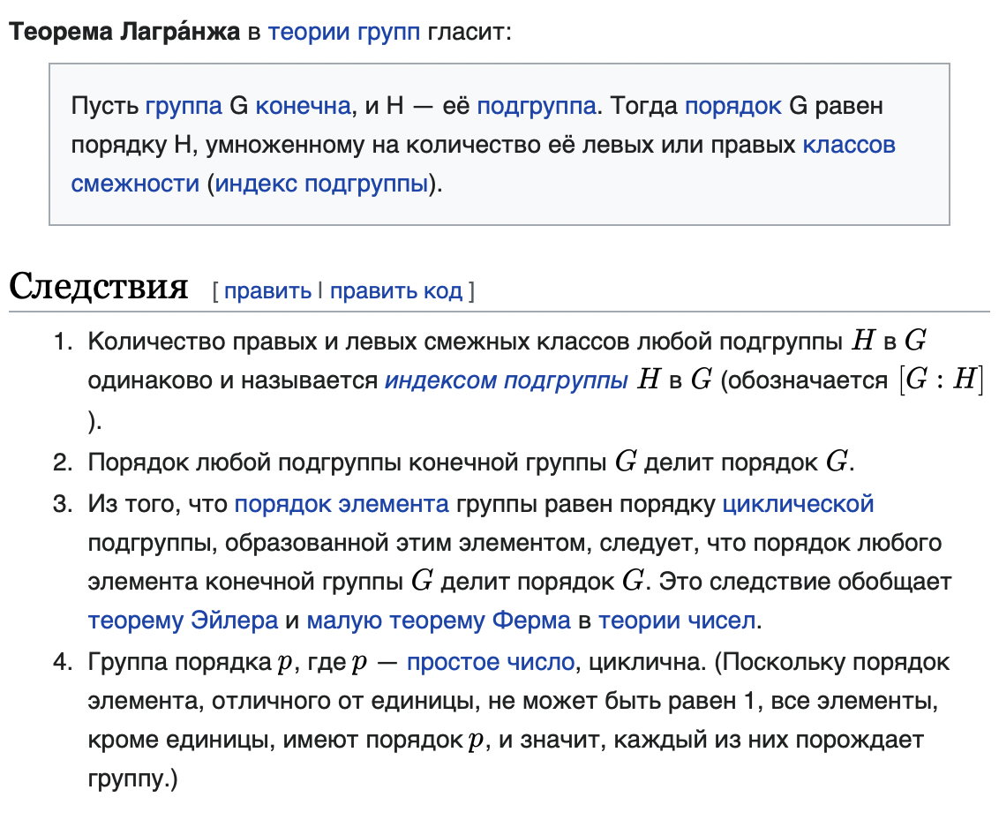 Теорема Лагра́нжа в теории групп гласит:
Пусть группа G конечна, и H — её подгруппа. Тогда порядок G равен
порядку H, умноженному на количество её левых или правых классов
смежности (индекс подгруппы).
Следствия [ править | править код ]
1. Количество правых и левых смежных классов любой подгруппы H в G
одинаково и называется индексом подгруппы H в G (обозначается [G : H]
).
2. Порядок любой подгруппы конечной группы G делит порядок G.
3. Из того, что порядок элемента группы равен порядку циклической
подгруппы, образованной этим элементом, следует, что порядок любого
элемента конечной группы G делит порядок G. Это следствие обобщает
теорему Эйлера и малую теорему Ферма в теории чисел.
4. Группа порядка p, где p — простое число, циклична. (Поскольку порядок
элемента, отличного от единицы, не может быть равен 1, все элементы,
кроме единицы, имеют порядок p, и значит, каждый из них порождает
группу.)